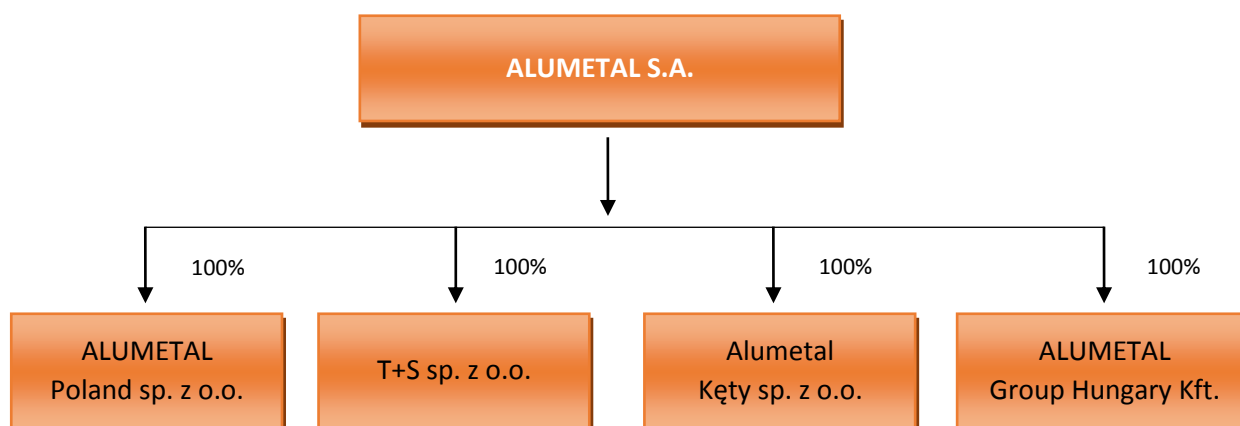 ALUMETAL S.A.
100%
100%
100%
100%
ALUMETAL
Poland sp. z o.o.
T+S sp. z o.o.
Alumetal
Kęty sp. z o.o.
ALUMETAL
Group Hungary Kft.